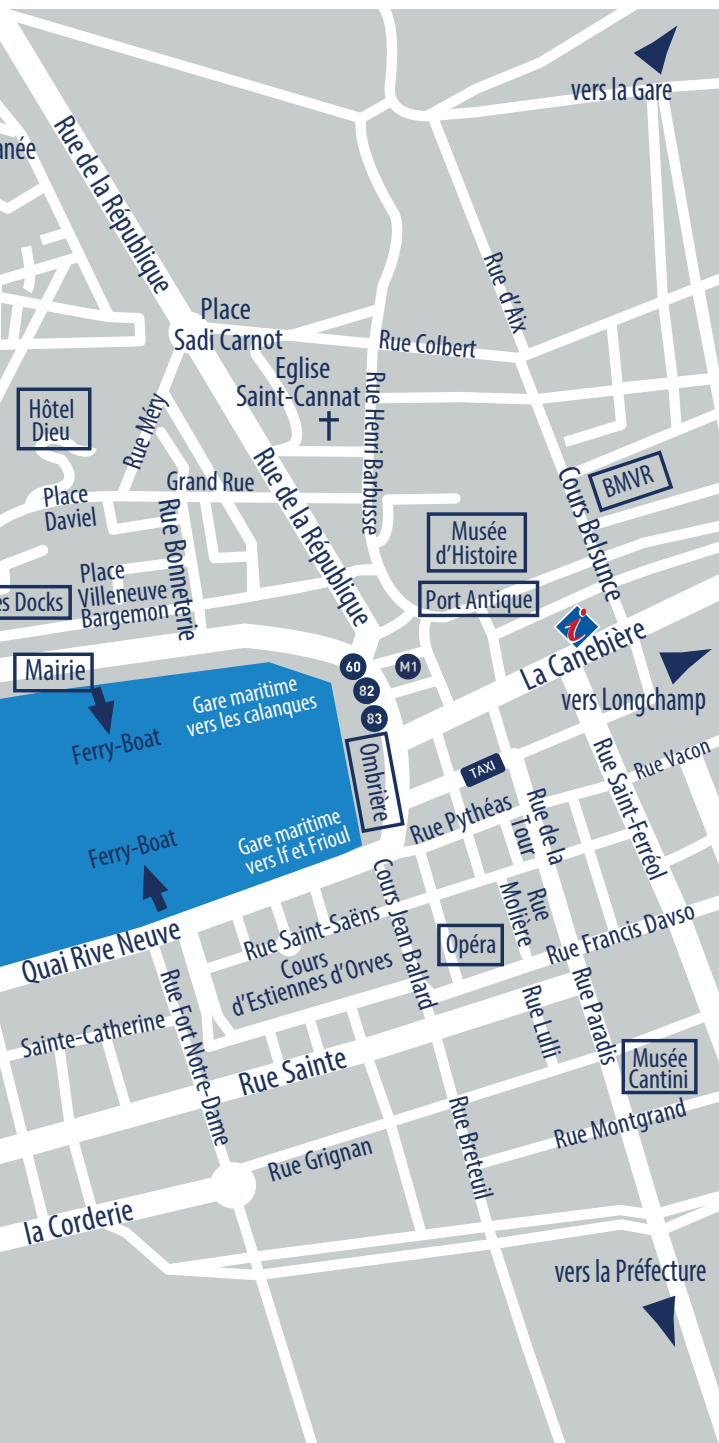 vers la Gare
anée
Rue de la République
Rue d'Aix
Place
Sadi Carnot
Rue Colbert
Eglise
Saint-Cannat
Hôtel
Dieu
Rue Méry
Rue Henri Barbusse
Rue de la République
Grand Rue
Place
Daviel
Rue Bonneterie
Cours Belsunce
BMVR
Musée
d'Histoire
Place
Villeneuve
Bargemon
es Docks
Port Antique
i
La Canebière
Mairie
60
M1
82
83
vers Longchamp
Gare maritime
vers les calanques
Ferry-Boat
Ombrière
TAXI
Rue Saint-Ferréol
Rue Vacon
Rue Pythéas
Rue de la
Tour
Ferry-Boat
Gare maritime
vers If et Frioul
Cours Jean Ballard
Rue
Molière
Rue Saint-Saëns
Quai Rive Neuve
Opéra
Rue Francis Davso
Cours
d'Estiennes d'Orves
Rue Fort Notre-Dame
Rue Lulli
Rue Paradis
Sainte-Catherine
Rue Sainte
Musée
Cantini
Rue Breteuil
Rue Montgrand
Rue Grignan
la Corderie
vers la Préfecture